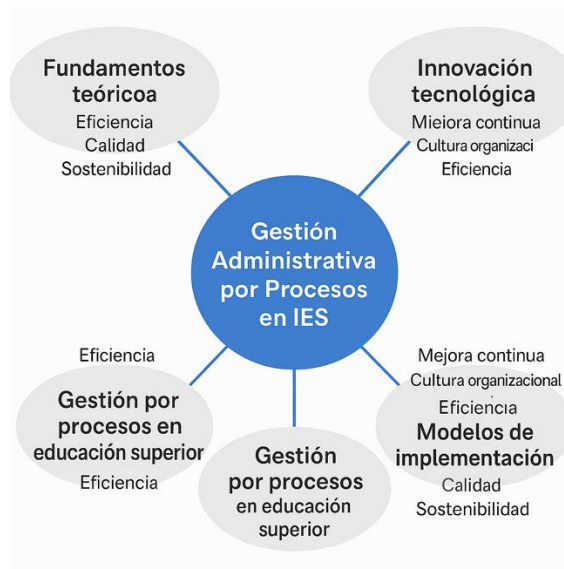 Fundamentos
teóricoa
Eficiencia
Calidad
Sostenibilidad
Innovación
tecnológica
Mieiora continua
Cultura organizaci
Eficiencia
Gestión
Administrativa
por Procesos
en IES
Eficiencia
Gestión por
procesos en
educación superior
Eficiencia
Gestión
por procesos
en educación
superior
Mejora continua
Cultura organizacional
Eficiencia
Modelos de
implementación
Calidad
Sostenibilidad